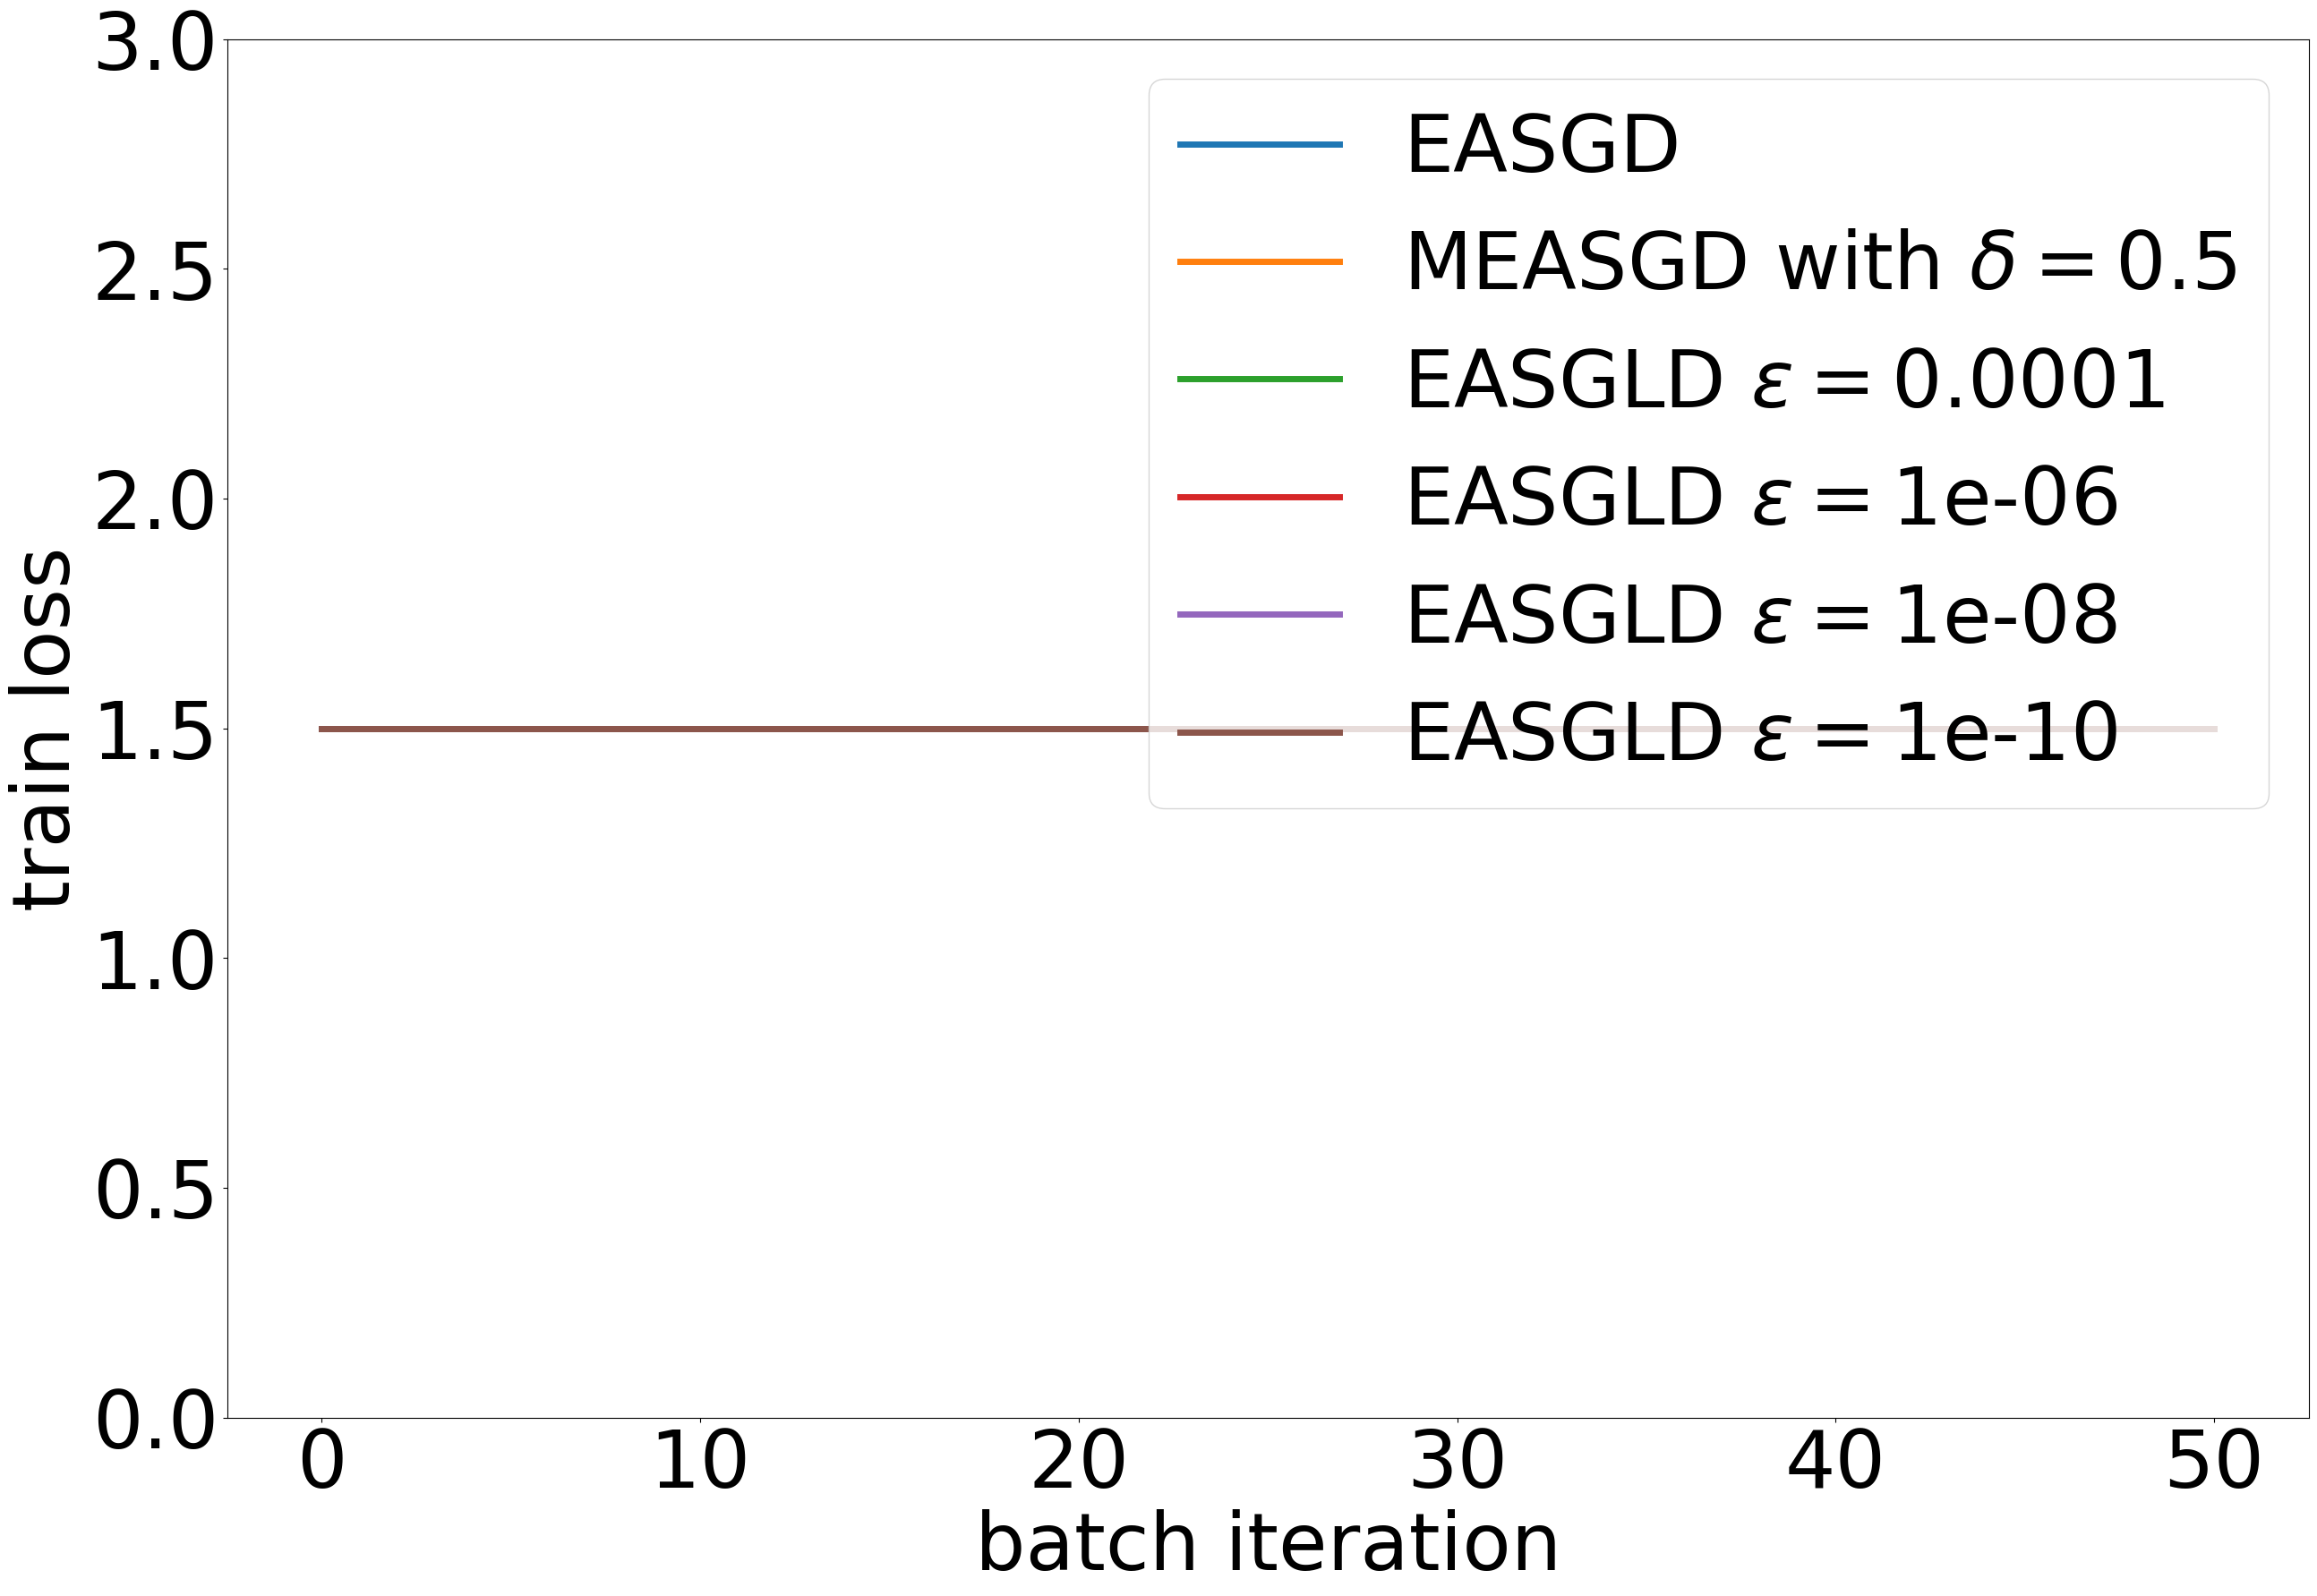 3.0
2.5
2.0
1.5
1.0
0.5
0.0
train loss
EASGD
MEASGD with δ = 0.5
EASGLD ε = 0.0001
EASGLD ε = 1e-06
EASGLD ε = 1e-08
EASGLD ε = 1e-10
0 10 20 30 40 50
batch iteration